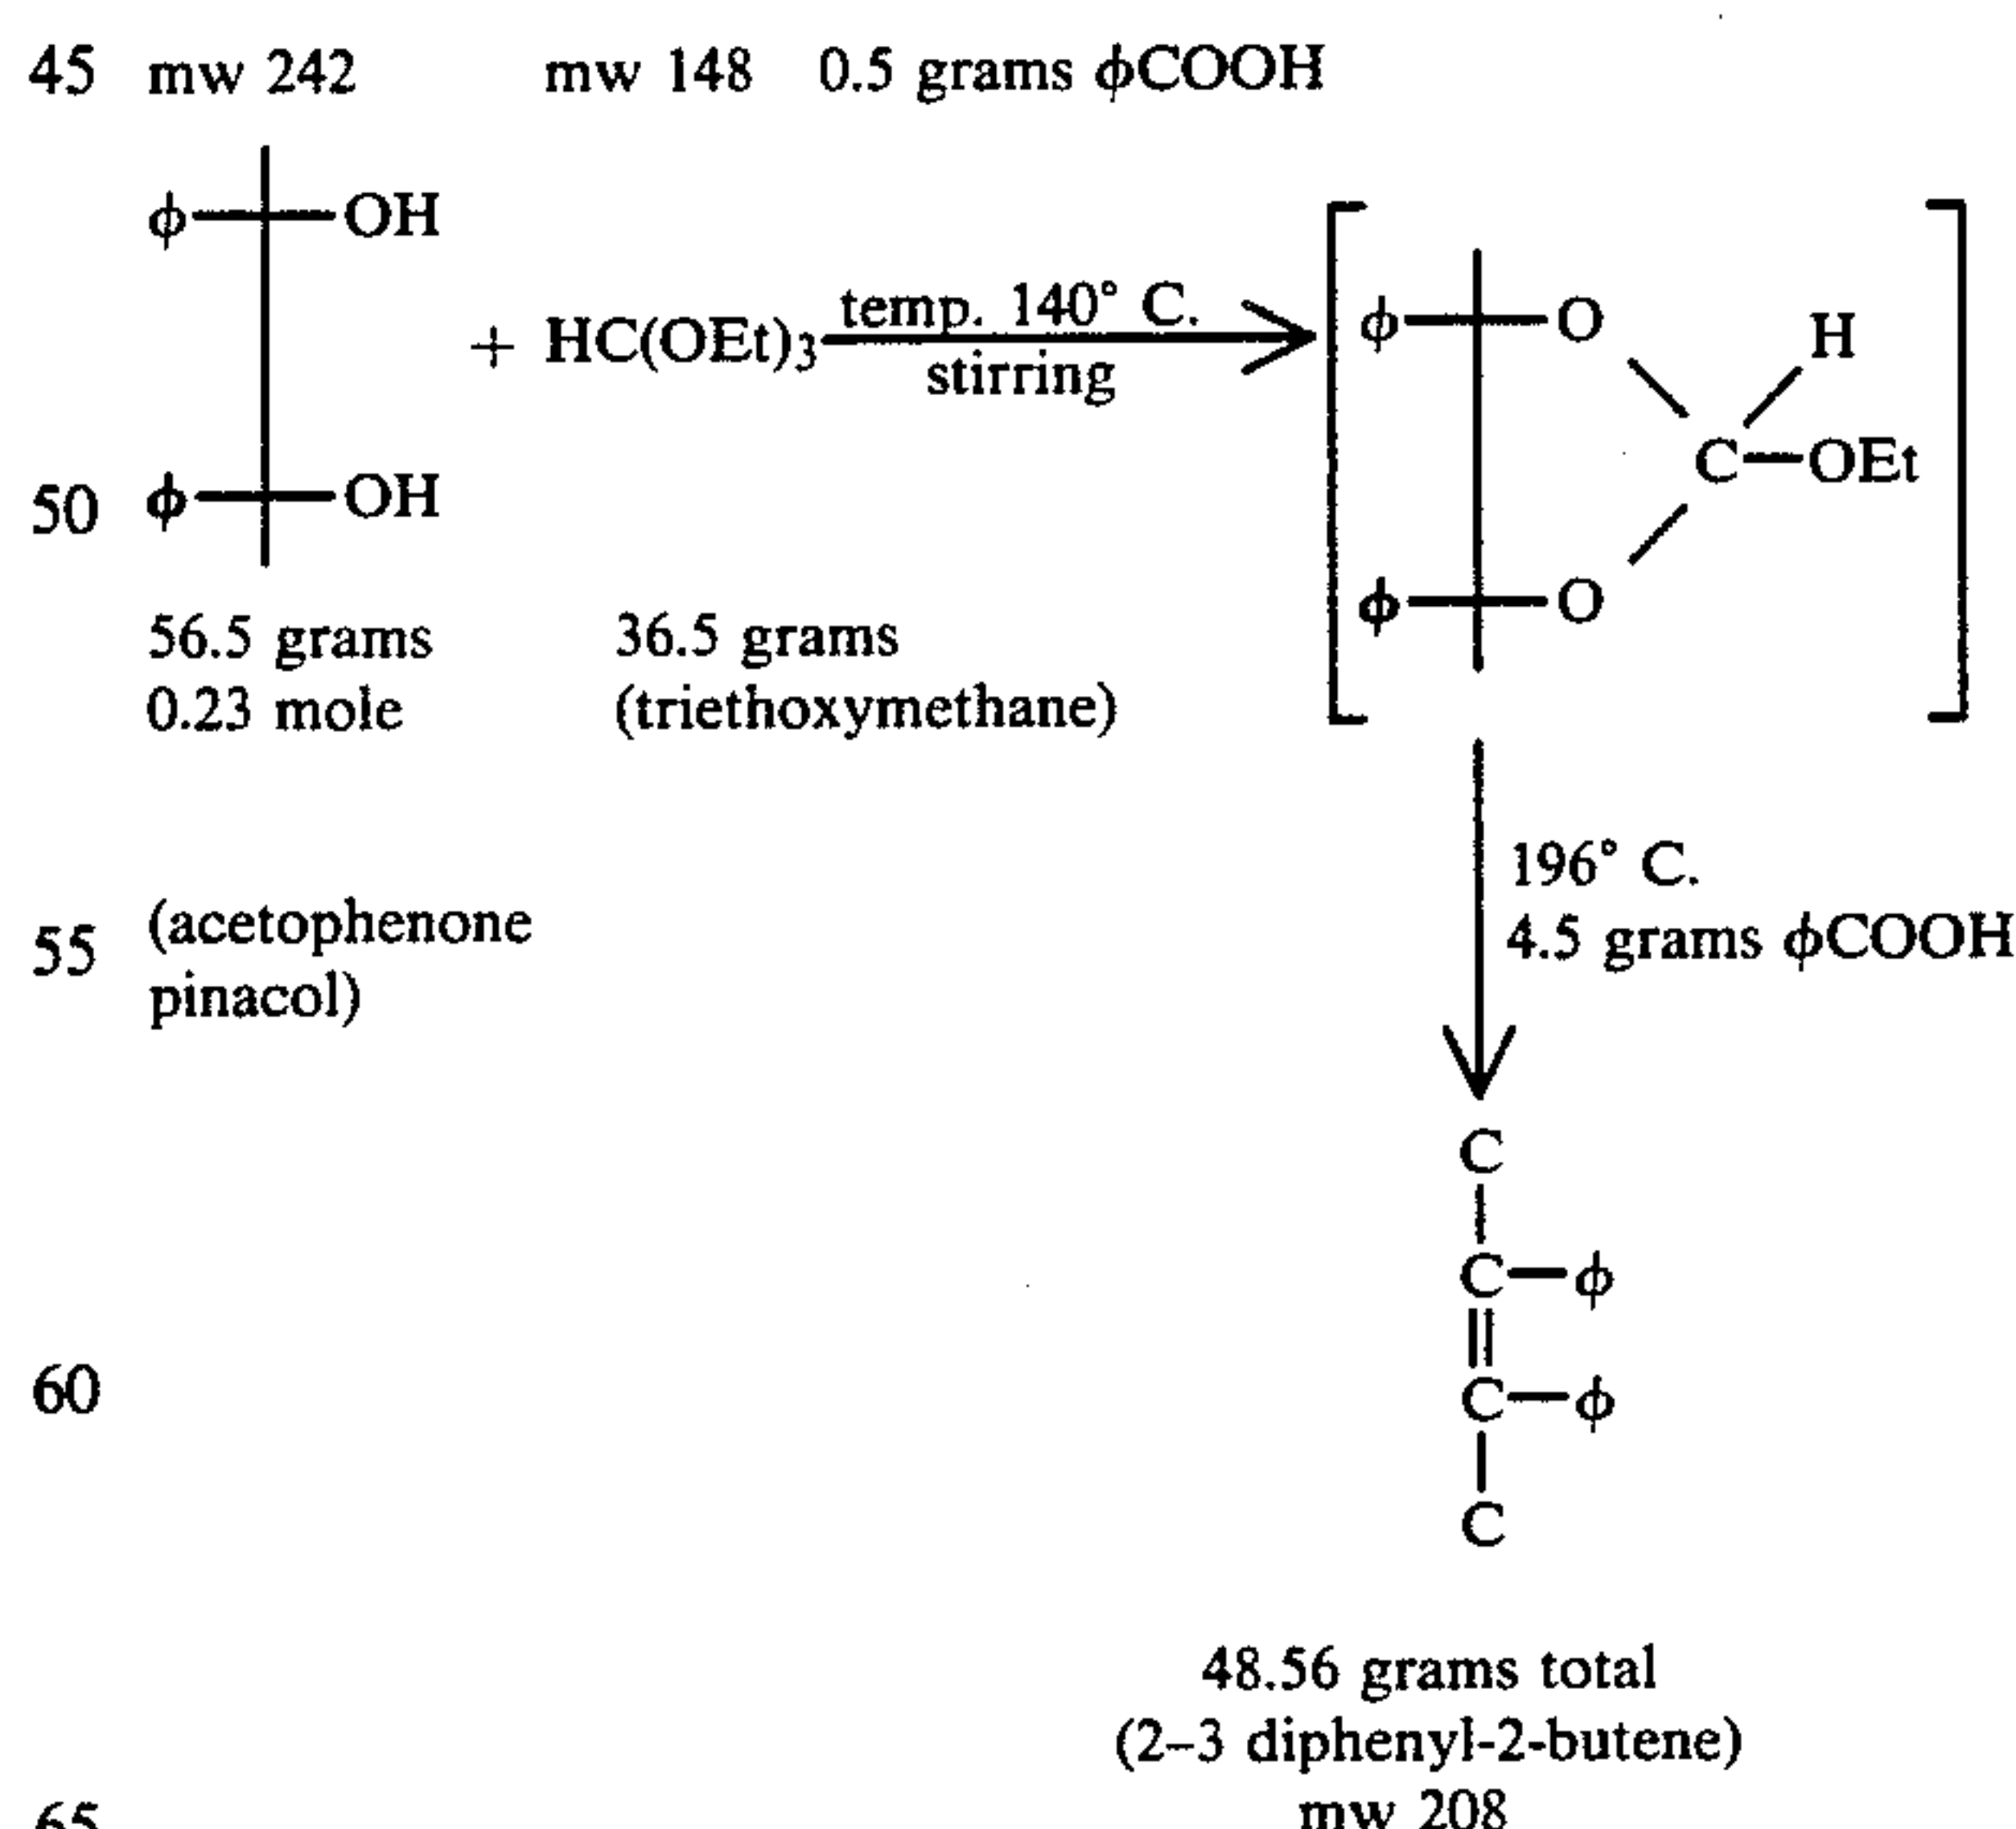 45 mw 242 mw 148 0.5 grams ϕCOOH
ϕ OH
+ HC(OEt)3 temp. 140° C.
stirring
50 ϕ OH
ϕ O H
C OEt
ϕ O
56.5 grams 36.5 grams
0.23 mole (triethoxymethane)
196° C.
55 (acetophenone 4.5 grams ϕCOOH
pinacol)
C
C ϕ
60 C ϕ
C
48.56 grams total
(2–3 diphenyl-2-butene)
65 mw 208